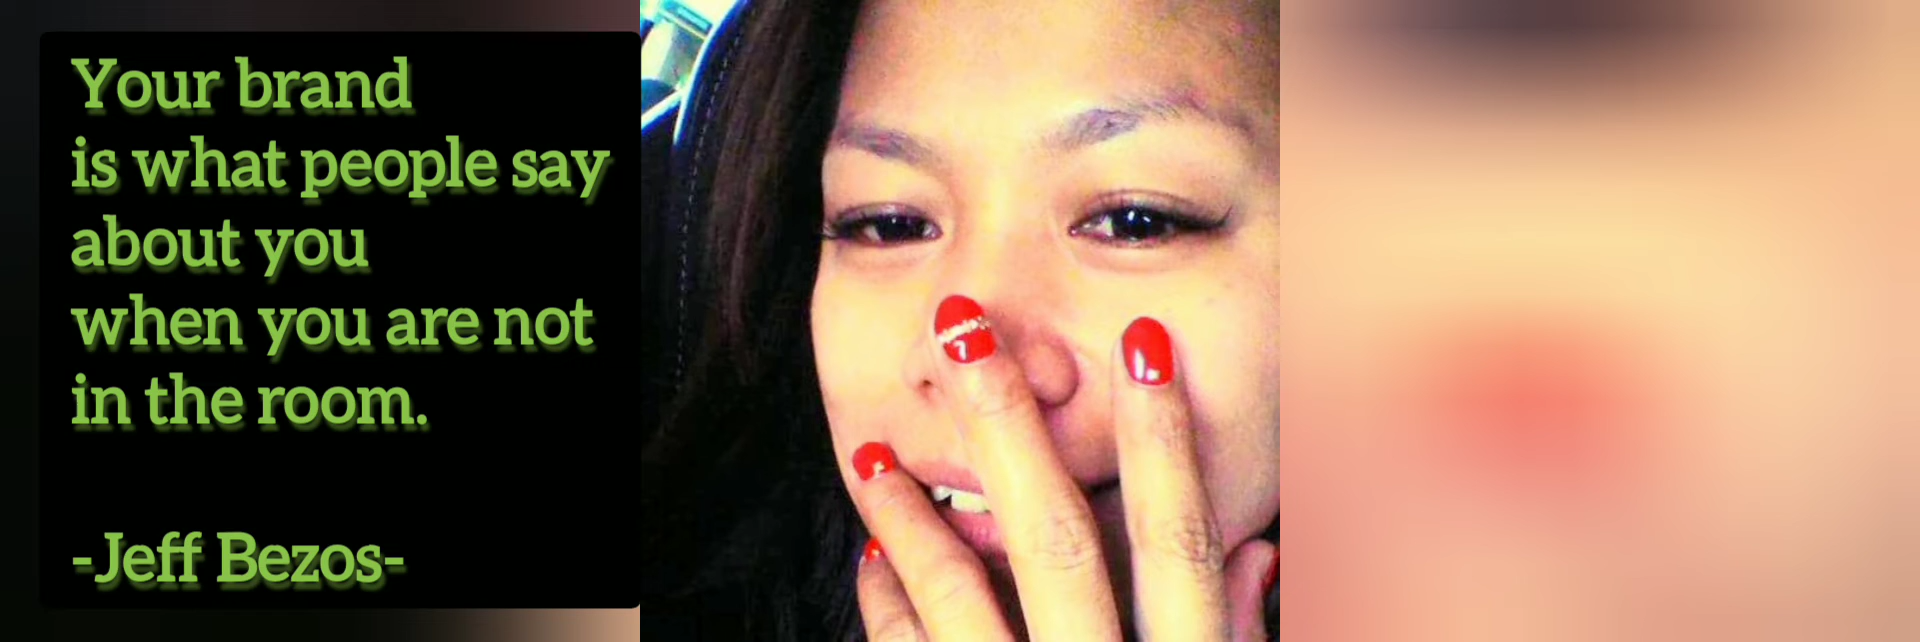 Your brand
is what people say
about you
when you are not
in the room.
-Jeff Bezos-